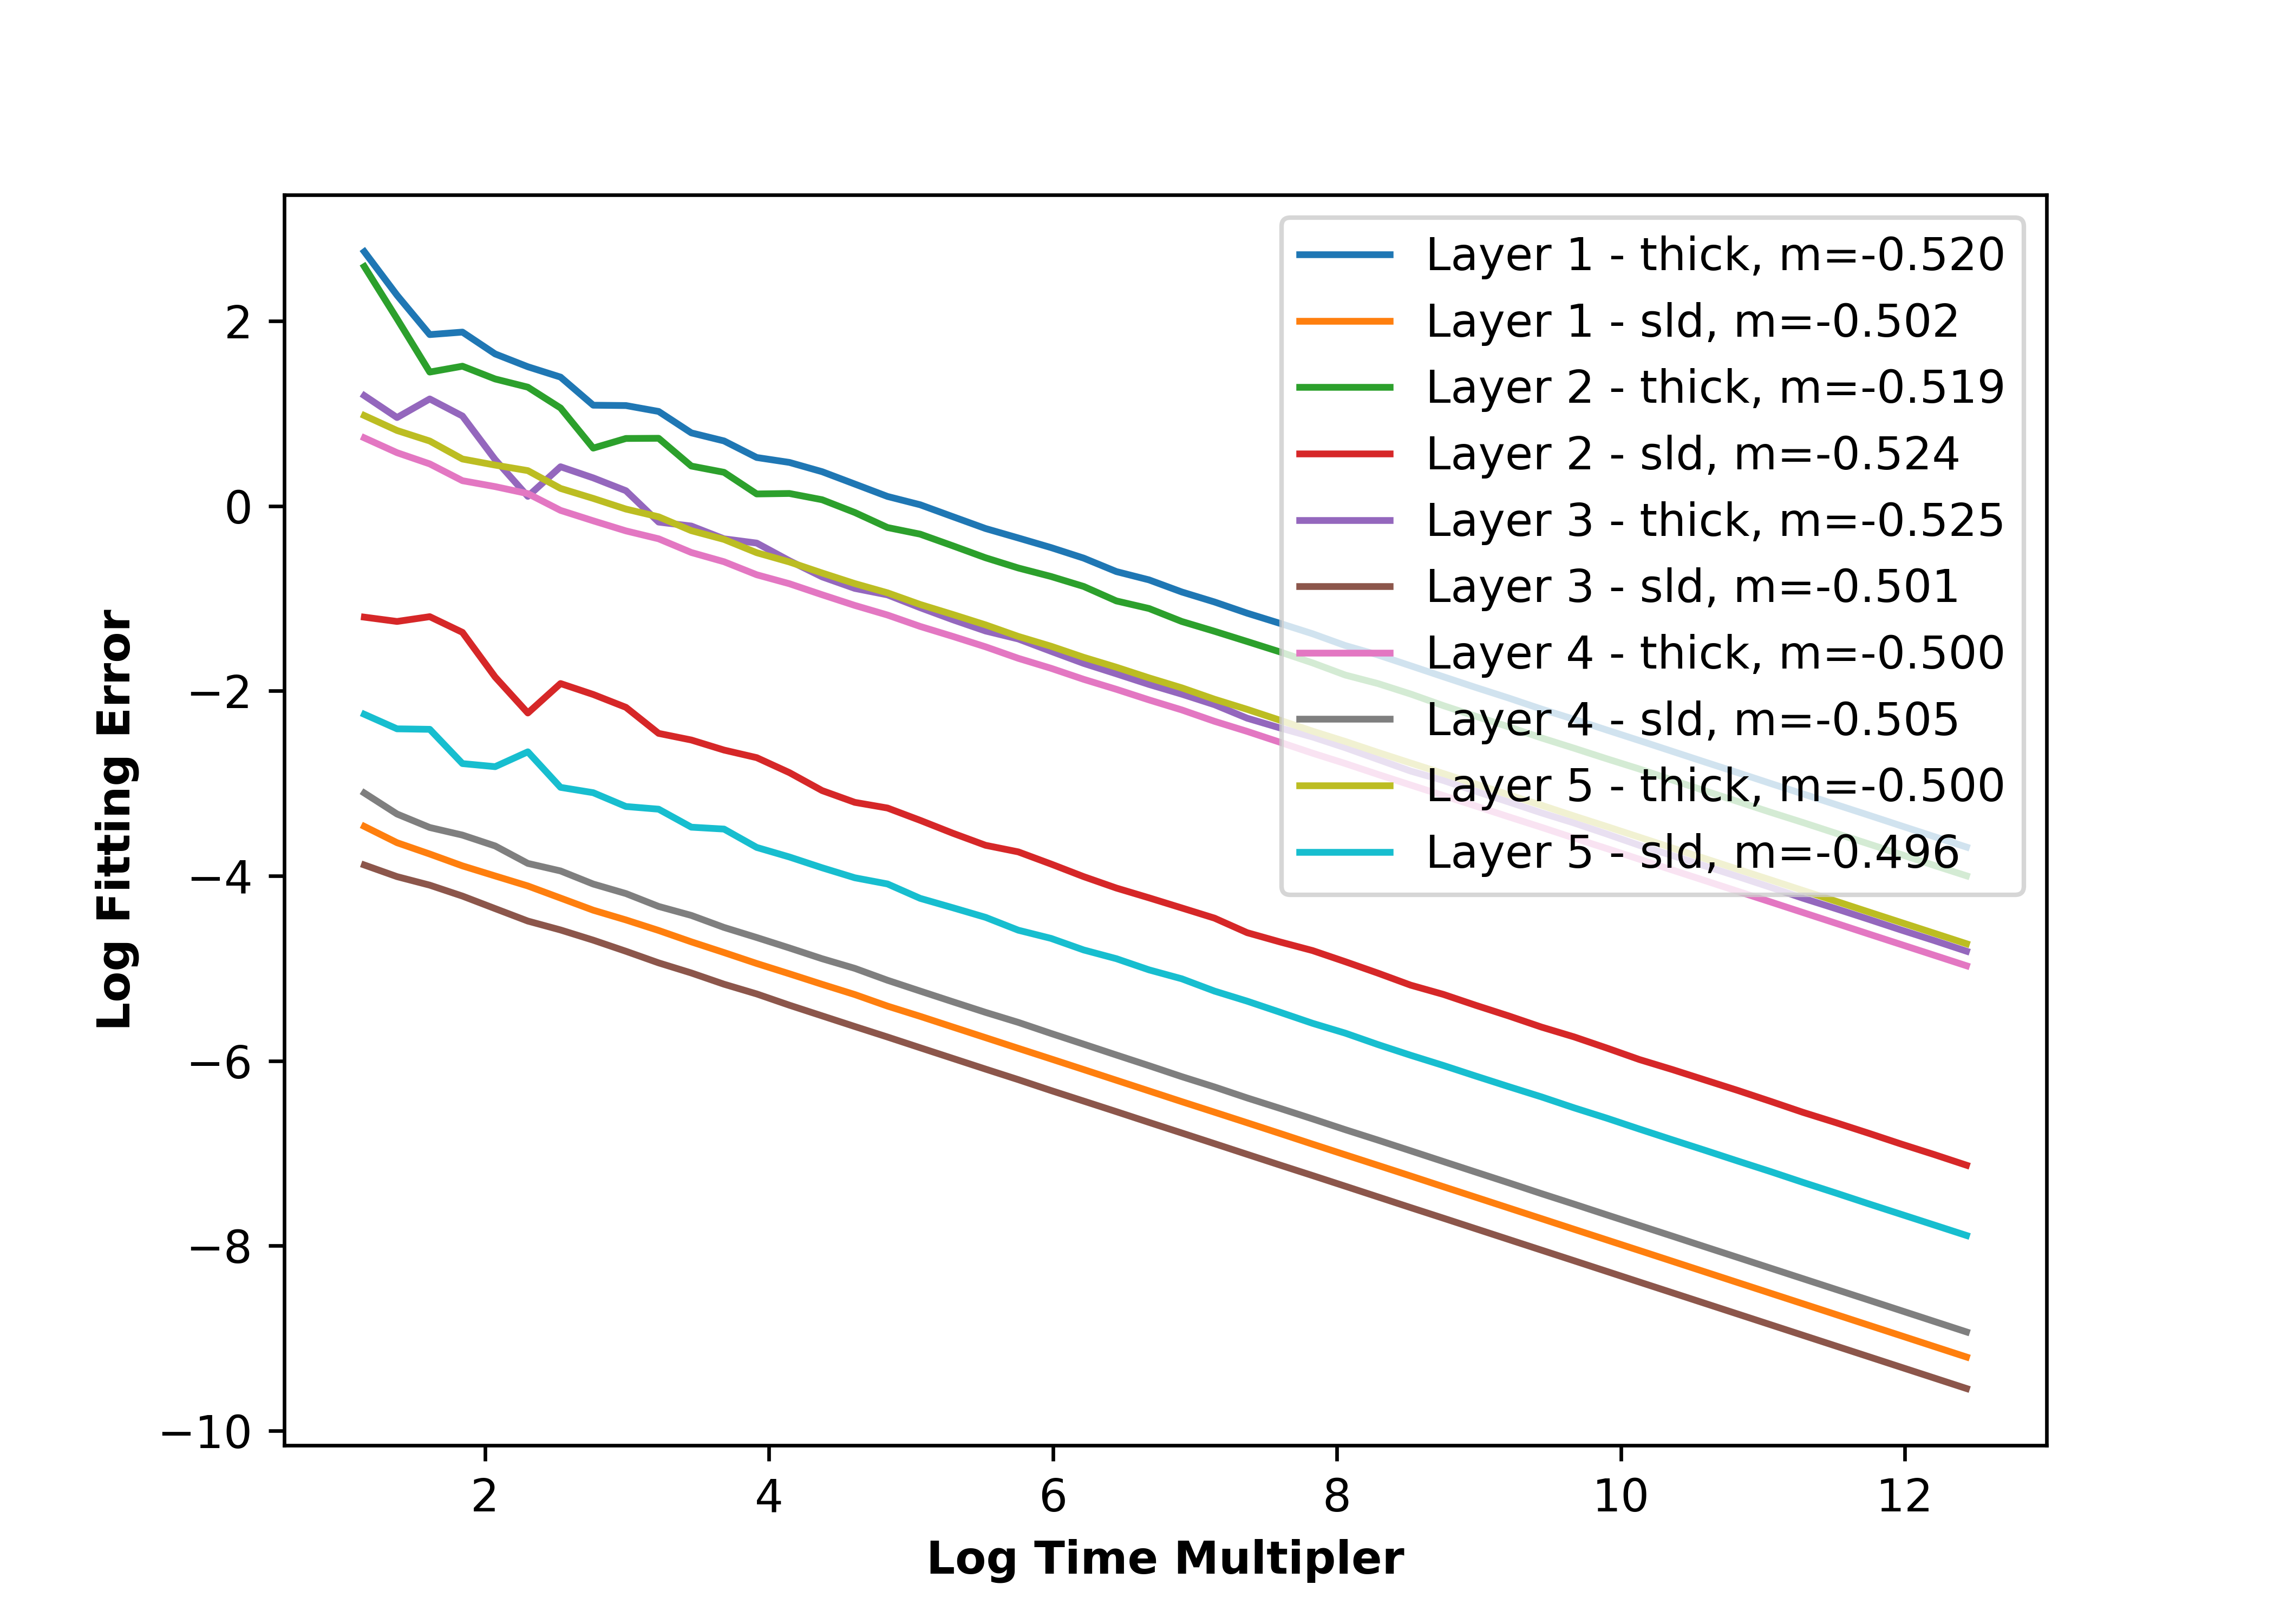 Layer 1 - thick, m=-0.520
Layer 1 - sld, m=-0.502
Layer 2 - thick, m=-0.519
Layer 2 - sld, m=-0.524
Layer 3 - thick, m=-0.525
Layer 3 - sld, m=-0.501
Layer 4 - thick, m=-0.500
Layer 4 - sld, m=-0.505
Layer 5 - thick, m=-0.500
Layer 5 - sld, m=-0.496
2
0
−2
−4
−6
−8
−10
Log Fitting Error
2 4 6 8 10 12
Log Time Multipler